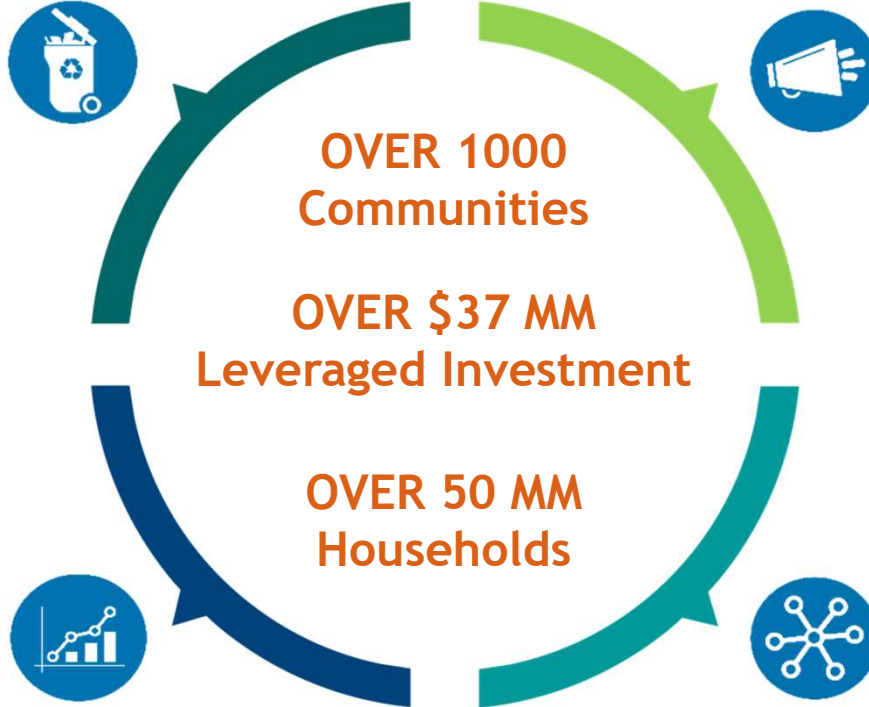 OVER 1000
Communities
OVER $37 MM
Leveraged Investment
OVER 50 MM
Households